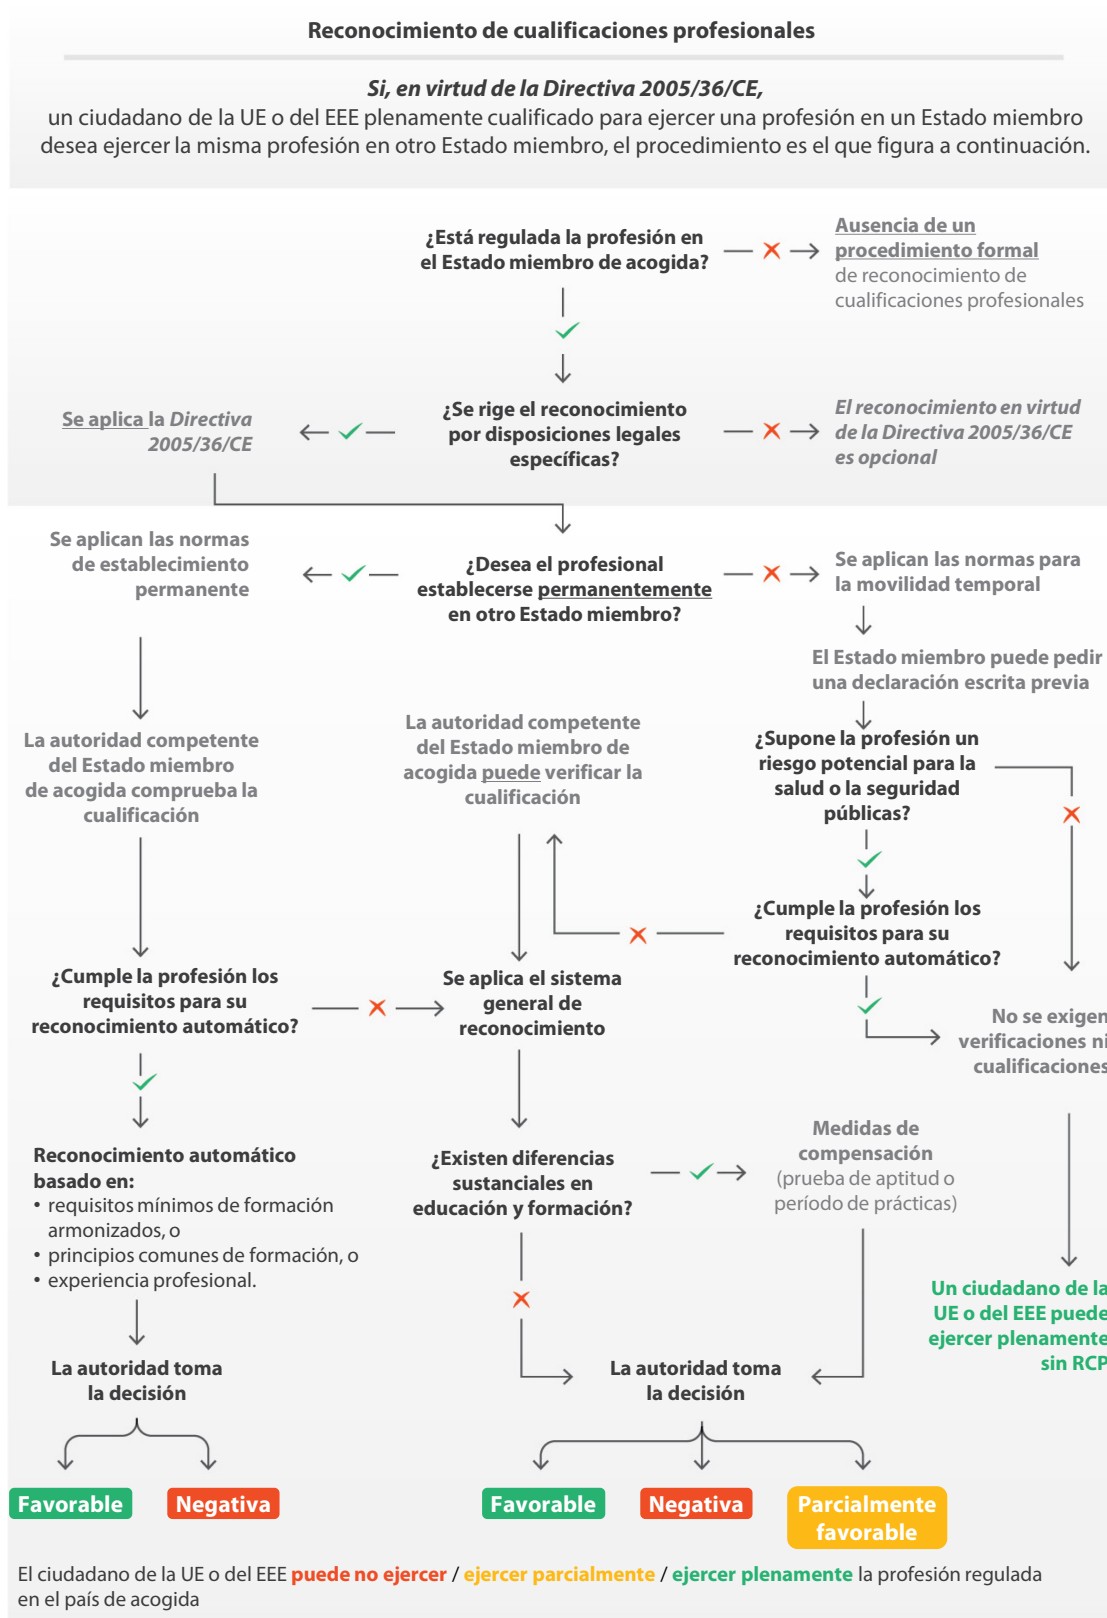 Reconocimiento de cualificaciones profesionales
Si, en virtud de la Directiva 2005/36/CE,
un ciudadano de la UE o del EEE plenamente cualificado para ejercer una profesión en un Estado miembro
desea ejercer la misma profesión en otro Estado miembro, el procedimiento es el que figura a continuación.
¿Está regulada la profesión en
el Estado miembro de acogida?
Ausencia de un
procedimiento formal
de reconocimiento de
cualificaciones profesionales
Se aplica la Directiva
2005/36/CE
¿Se rige el reconocimiento
por disposiciones legales
específicas?
El reconocimiento en virtud
de la Directiva 2005/36/CE
es opcional
Se aplican las normas
de establecimiento
permanente
¿Desea el profesional
establecerse permanentemente
en otro Estado miembro?
Se aplican las normas para
la movilidad temporal
El Estado miembro puede pedir
una declaración escrita previa
La autoridad competente
del Estado miembro
de acogida comprueba la
cualificación
La autoridad competente
del Estado miembro de
acogida puede verificar la
cualificación
¿Supone la profesión un
riesgo potencial para la
salud o la seguridad
públicas?
¿Cumple la profesión los
requisitos para su
reconocimiento automático?
¿Cumple la profesión los
requisitos para su
reconocimiento automático?
Se aplica el sistema
general de
reconocimiento
No se exigen
verificaciones ni
cualificaciones
Reconocimiento automático
basado en:
• requisitos mínimos de formación
armonizados, o
• principios comunes de formación, o
• experiencia profesional.
¿Existen diferencias
sustanciales en
educación y formación?
Medidas de
compensación
(prueba de aptitud o
período de prácticas)
Un ciudadano de la
UE o del EEE puede
ejercer plenamente
sin RCP
La autoridad toma
la decisión
La autoridad toma
la decisión
Favorable
Negativa
Favorable
Negativa
Parcialmente
favorable
El ciudadano de la UE o del EEE puede no ejercer / ejercer parcialmente / ejercer plenamente la profesión regulada
en el país de acogida